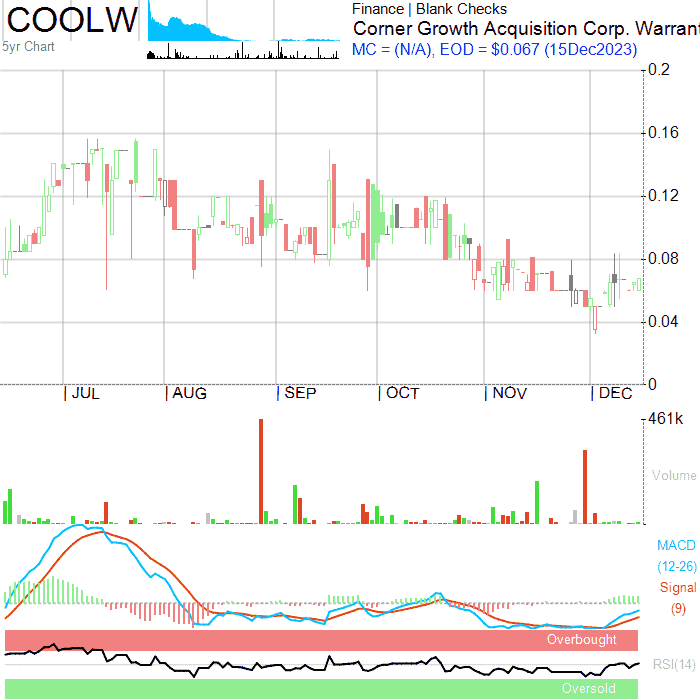 COOLW
5yr Chart
Finance | Blank Checks
Corner Growth Acquisition Corp. Warrant
MC = (N/A), EOD = $0.067 (15Dec2023)
0.2
0.16
0.12
0.08
0.04
0
JUL
AUG
SEP
OCT
NOV
DEC
461k
Volume
MACD
(12-26)
Signal
(9)
Overbought
RSI(14)
Oversold